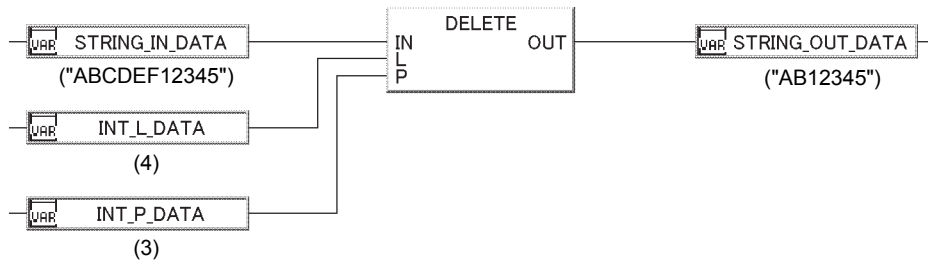 DELETE
VAR STRING_IN_DATA IN OUT VAR STRING_OUT_DATA
("ABCDEF12345") L ("AB12345")
P
VAR INT_L_DATA
(4)
VAR INT_P_DATA
(3)